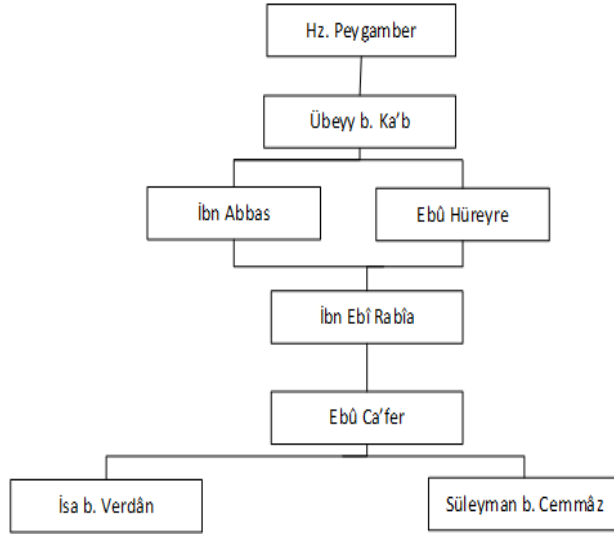 Hz. Peygamber
Übeyy b. Ka’b
İbn Abbas
Ebû Hüreyre
İbn Ebî Rabîa
Ebû Ca’fer
İsa b. Verdân
Süleyman b. Cemmâz